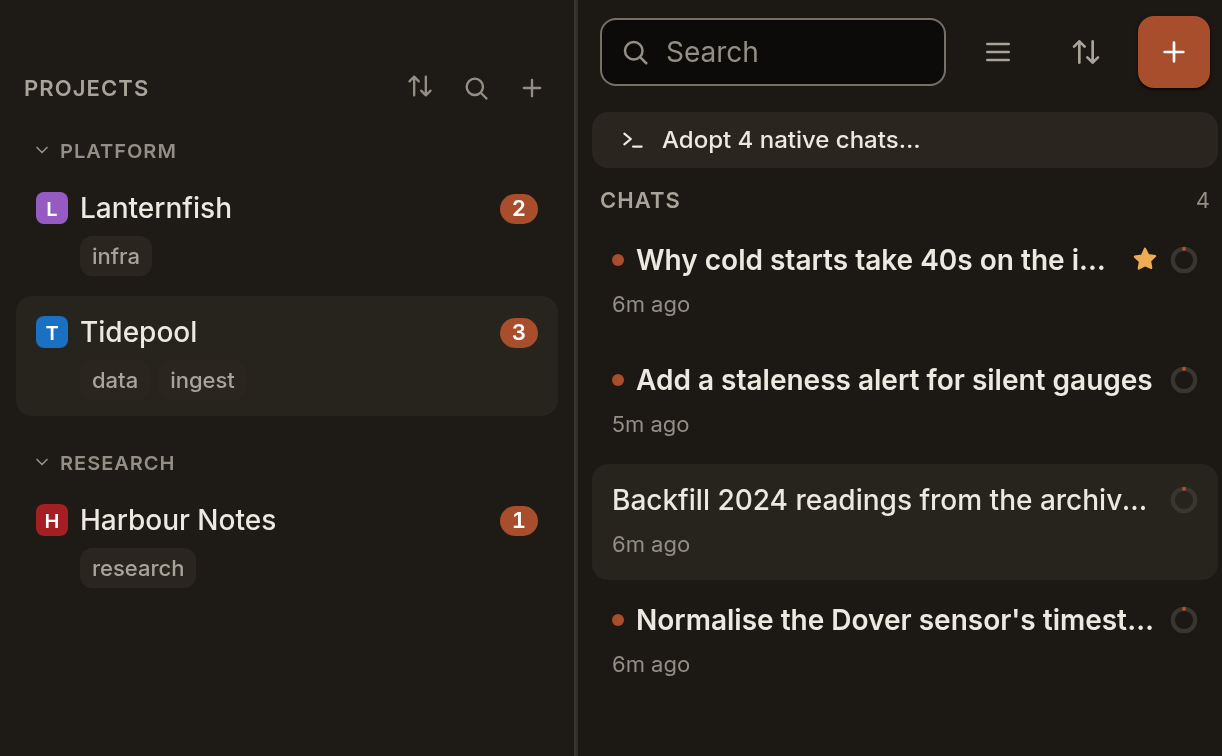 PROJECTS
PLATFORM
L Lanternfish 2
infra
T Tidepool 3
data ingest
RESEARCH
H Harbour Notes 1
research
Search
Adopt 4 native chats...
CHATS 4
Why cold starts take 40s on the i...
6m ago
Add a staleness alert for silent gauges
5m ago
Backfill 2024 readings from the archiv...
6m ago
Normalise the Dover sensor's timest...
6m ago